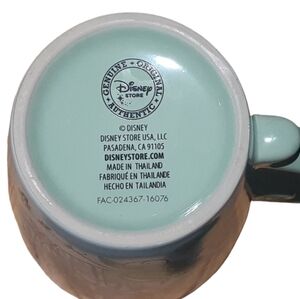 GENUINE • ORIGINAL
Disney
STORE
AUTHENTIC
© DISNEY
DISNEY STORE USA, LLC
PASADENA, CA 91105
DISNEYSTORE.COM
MADE IN THAILAND
FABRIQUÉ EN THAÏLANDE
HECHO EN TAILANDIA
FAC-024367-16076